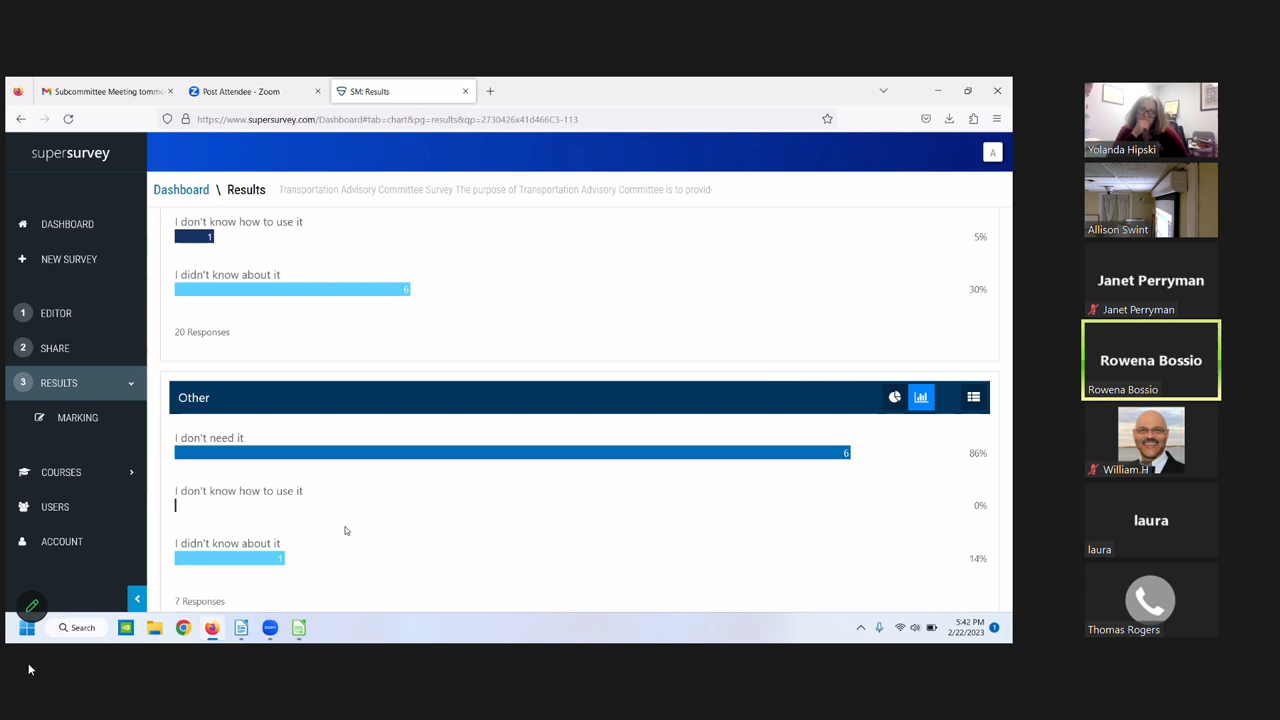 Subcommittee Meeting tommo
Post Attendee - Zoom
SM: Results
https://www.supersurvey.com/Dashboard#tab=chart&pg=results&qp=2730426x41d466C3-113
supersurvey
A
Dashboard \ Results Transportation Advisory Committee Survey The purpose of Transportation Advisory Committee is to provid
DASHBOARD
NEW SURVEY
1 EDITOR
2 SHARE
3 RESULTS
MARKING
COURSES
USERS
ACCOUNT
I don't know how to use it
1 5%
I didn't know about it
6 30%
20 Responses
Other
I don't need it
6 86%
I don't know how to use it
0%
I didn't know about it
1 14%
7 Responses
Search
5:42 PM
2/22/2023
1
Yolanda Hipski
Allison Swint
Janet Perryman
Janet Perryman
Rowena Bossio
Rowena Bossio
William.H
laura
laura
Thomas Rogers